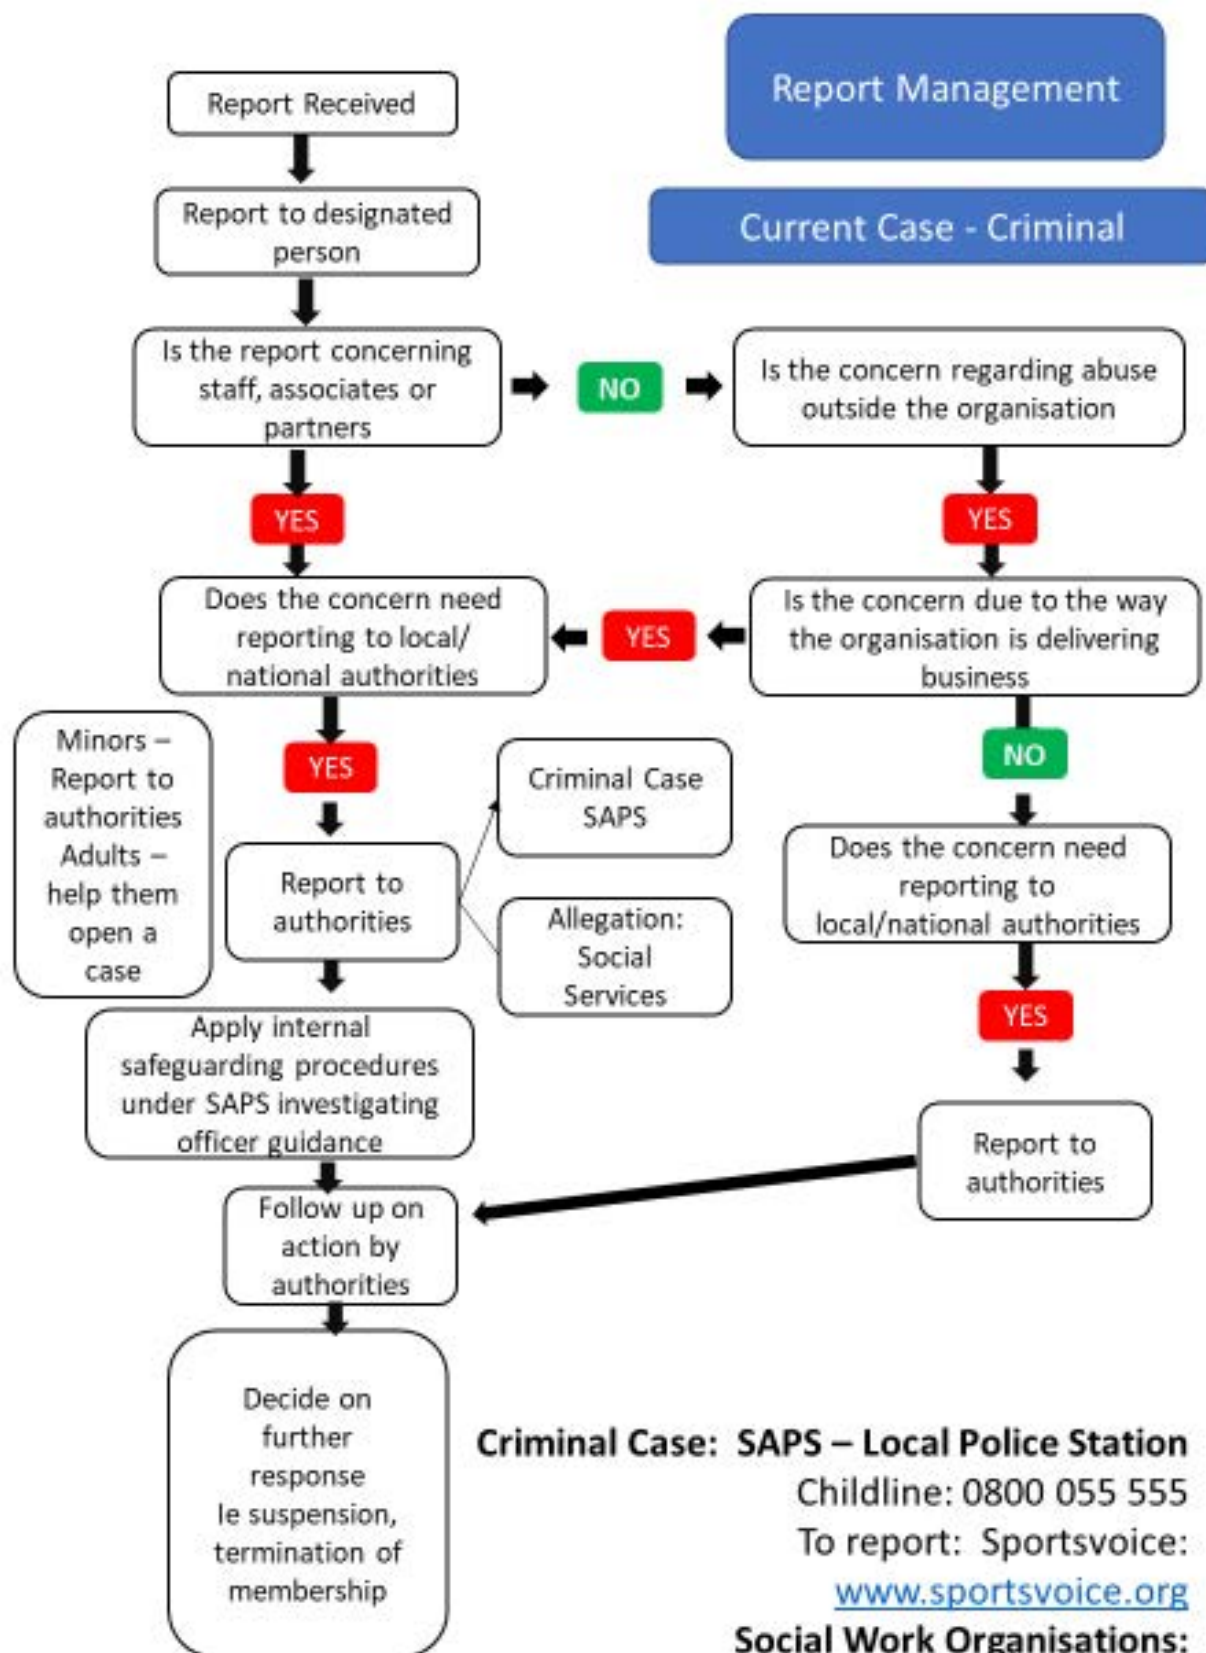 Report Management
Current Case - Criminal
Report Received
Report to designated
person
Is the report concerning
staff, associates or
partners
NO
Is the concern regarding abuse
outside the organisation
YES
YES
Does the concern need
reporting to local/
national authorities
YES
Is the concern due to the way
the organisation is delivering
business
Minors –
Report to
authorities
Adults –
help them
open a
case
YES
Criminal Case
SAPS
NO
Report to
authorities
Allegation:
Social
Services
Does the concern need
reporting to
local/national authorities
YES
Apply internal
safeguarding procedures
under SAPS investigating
officer guidance
Report to
authorities
Follow up on
action by
authorities
Decide on
further
response
Ie suspension,
termination of
membership
Criminal Case: SAPS – Local Police Station
Childline: 0800 055 555
To report: Sportsvoice:
www.sportsvoice.org
Social Work Organisations: